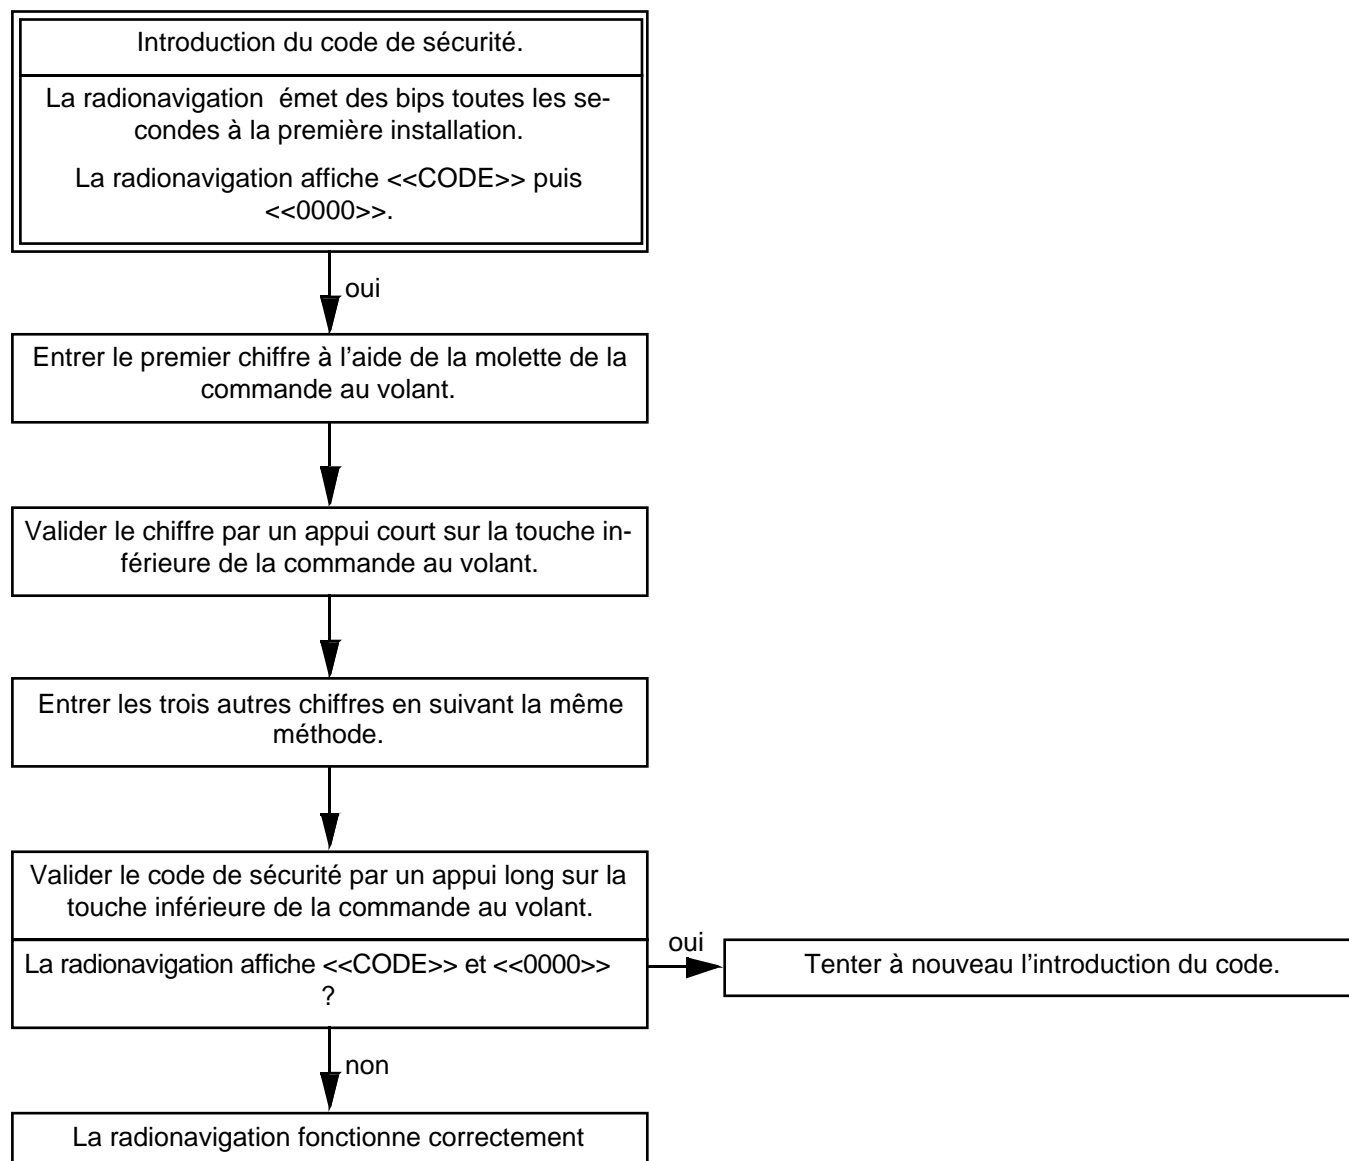 Introduction du code de sécurité.
La radionavigation  émet des bips toutes les se-
condes à la première installation.
La radionavigation affiche <<CODE>> puis
<<0000>>.
oui
Entrer le premier chiffre à l’aide de la molette de la
commande au volant.
Valider le chiffre par un appui court sur la touche in-
férieure de la commande au volant.
Entrer les trois autres chiffres en suivant la même
méthode.
Valider le code de sécurité par un appui long sur la
touche inférieure de la commande au volant.
La radionavigation affiche <<CODE>> et <<0000>>
?
oui
Tenter à nouveau l’introduction du code.
non
La radionavigation fonctionne correctement